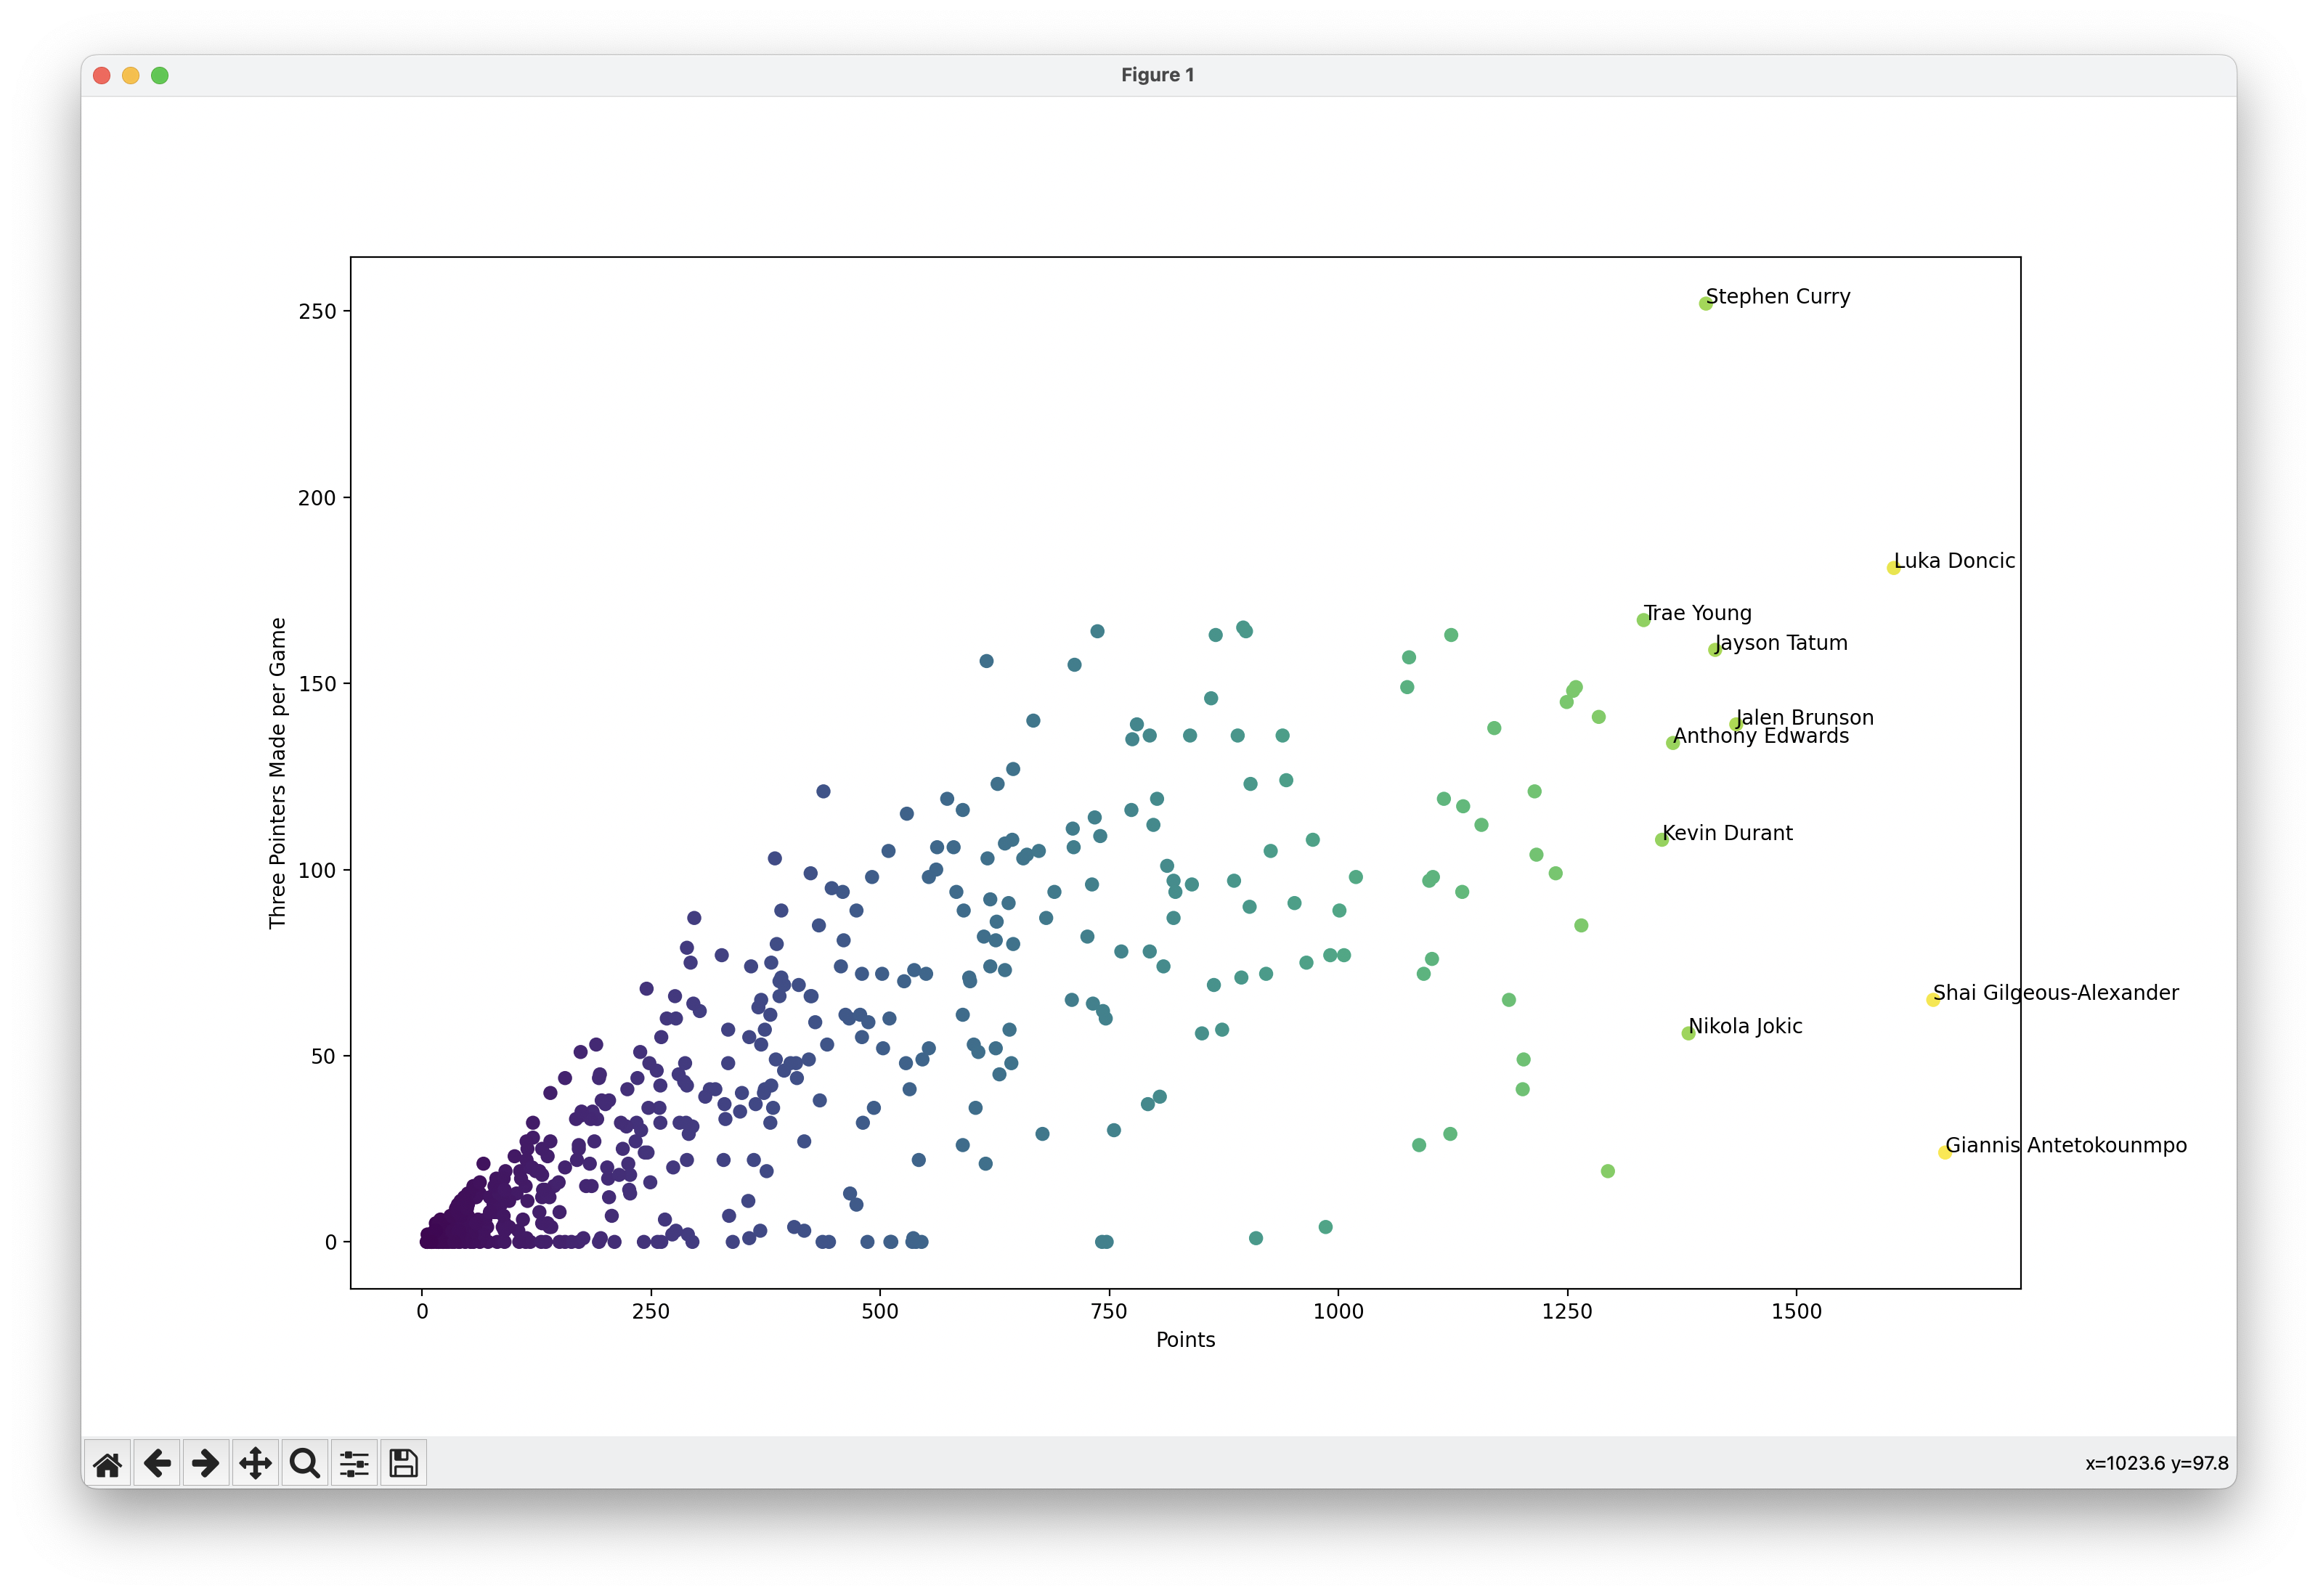 Figure 1
250
200
150
100
50
0
Three Pointers Made per Game
Stephen Curry
Luka Doncic
Trae Young
Jayson Tatum
Jalen Brunson
Anthony Edwards
Kevin Durant
Shai Gilgeous-Alexander
Nikola Jokic
Giannis Antetokounmpo
0 250 500 750 1000 1250 1500
Points
x=1023.6 y=97.8